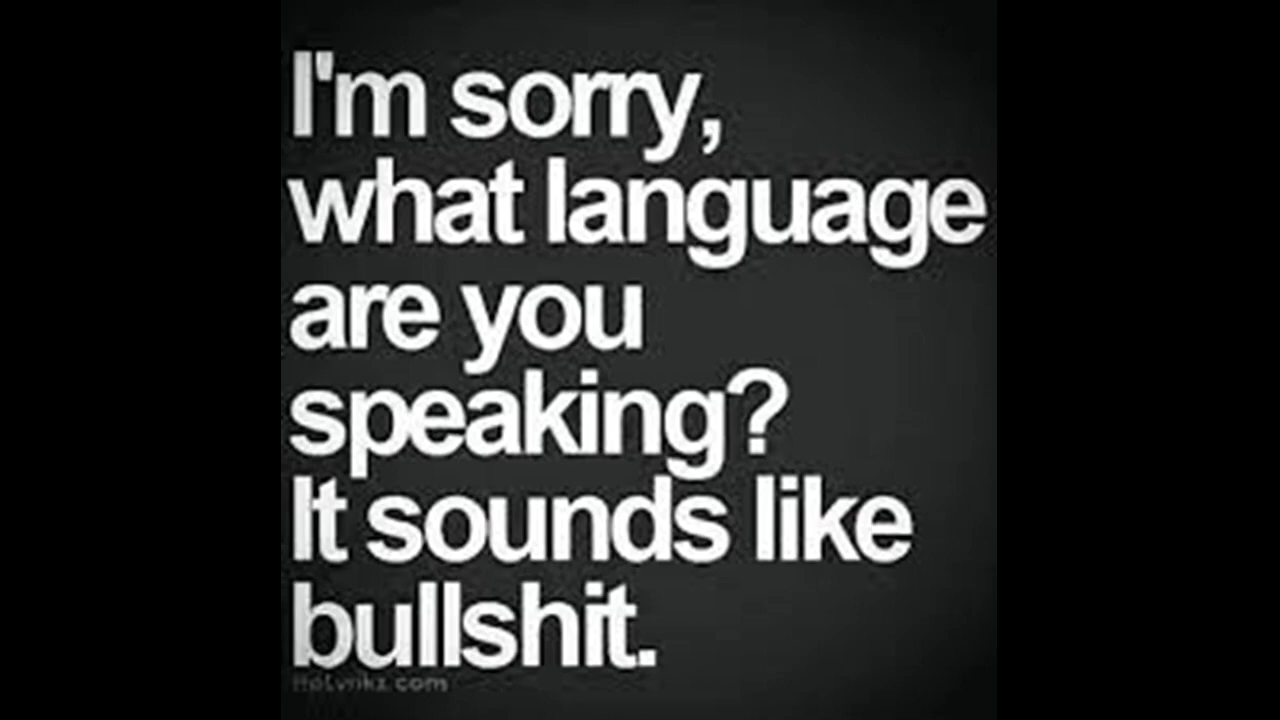 I'm sorry,
what language
are you
speaking?
It sounds like
bullshit.